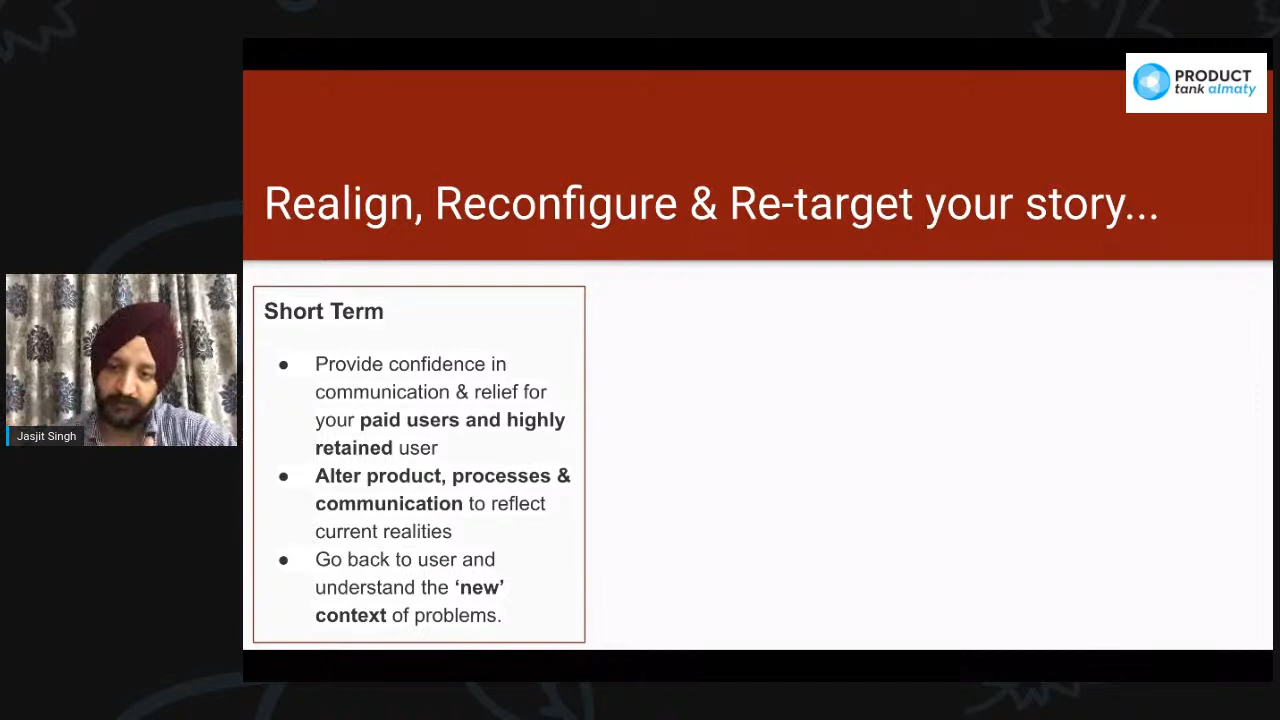 PRODUCT
tank almaty
Realign, Reconfigure & Re-target your story...
Jasjit Singh
Short Term
● Provide confidence in
communication & relief for
your paid users and highly
retained user
● Alter product, processes &
communication to reflect
current realities
● Go back to user and
understand the ‘new’
context of problems.